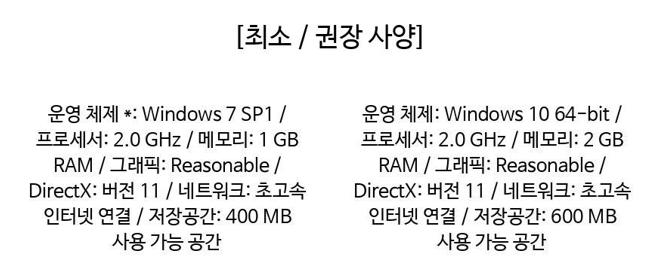 [최소 / 권장 사양]
운영 체제 *: Windows 7 SP1 /
프로세서: 2.0 GHz / 메모리: 1 GB
RAM / 그래픽: Reasonable /
DirectX: 버전 11 / 네트워크: 초고속
인터넷 연결 / 저장공간: 400 MB
사용 가능 공간
운영 체제: Windows 10 64-bit /
프로세서: 2.0 GHz / 메모리: 2 GB
RAM / 그래픽: Reasonable /
DirectX: 버전 11 / 네트워크: 초고속
인터넷 연결 / 저장공간: 600 MB
사용 가능 공간